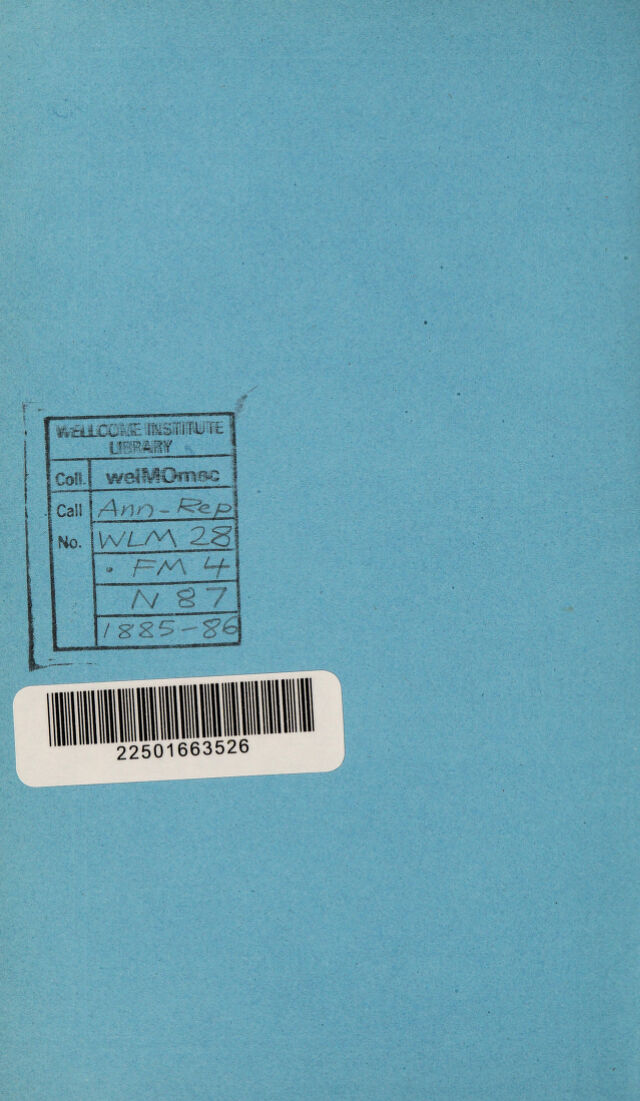 WELLCOME INSTITUTE
LIBRARY
Coll. welMOmec
Call Ann-Rep
No. WLM 28
. FM 4
N 87
1885-86
22501663526